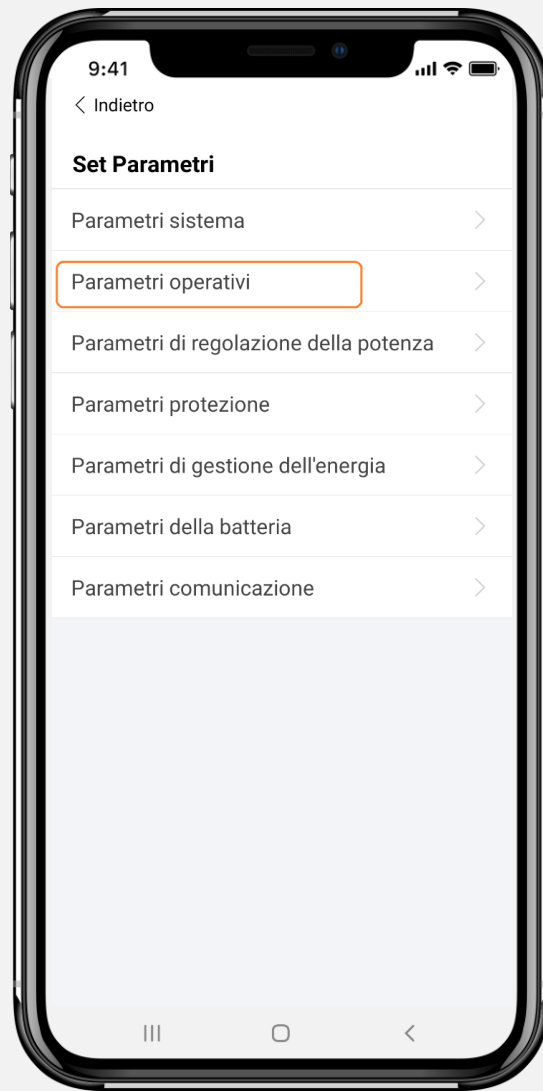 9:41
Indietro
Set Parametri
Parametri sistema
Parametri operativi
Parametri di regolazione della potenza
Parametri protezione
Parametri di gestione dell'energia
Parametri della batteria
Parametri comunicazione